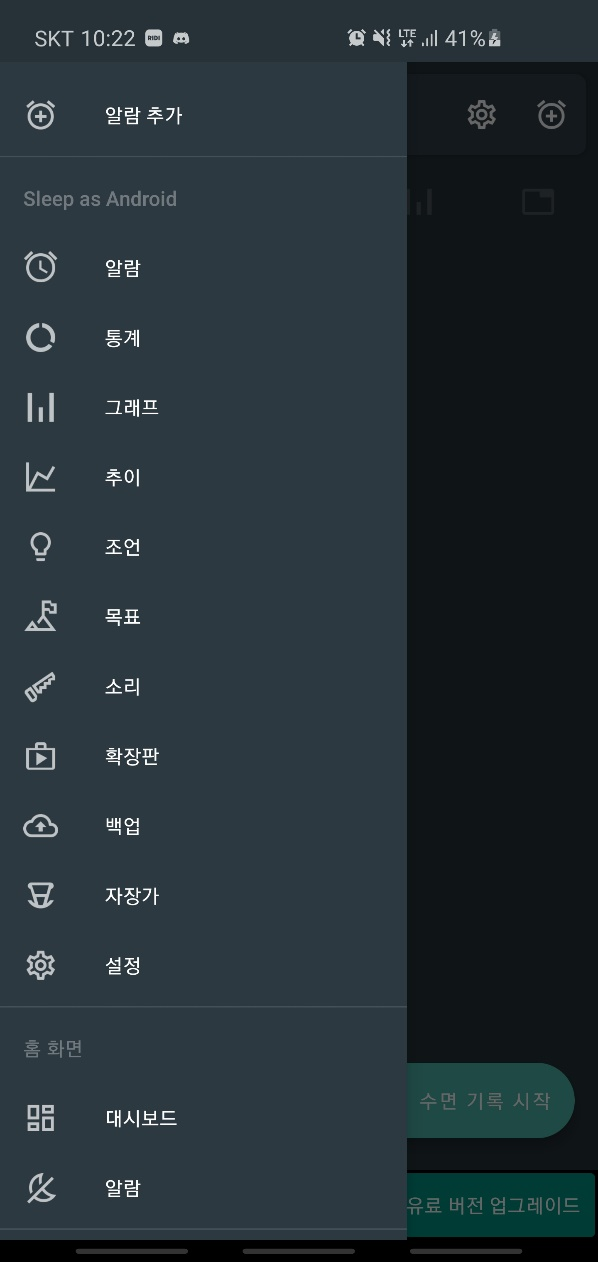 SKT 10:22 RIDI LTE 41%
알람 추가
Sleep as Android
알람
통계
그래프
추이
조언
목표
소리
확장판
백업
자장가
설정
홈 화면
대시보드
수면 기록 시작
알람
유료 버전 업그레이드